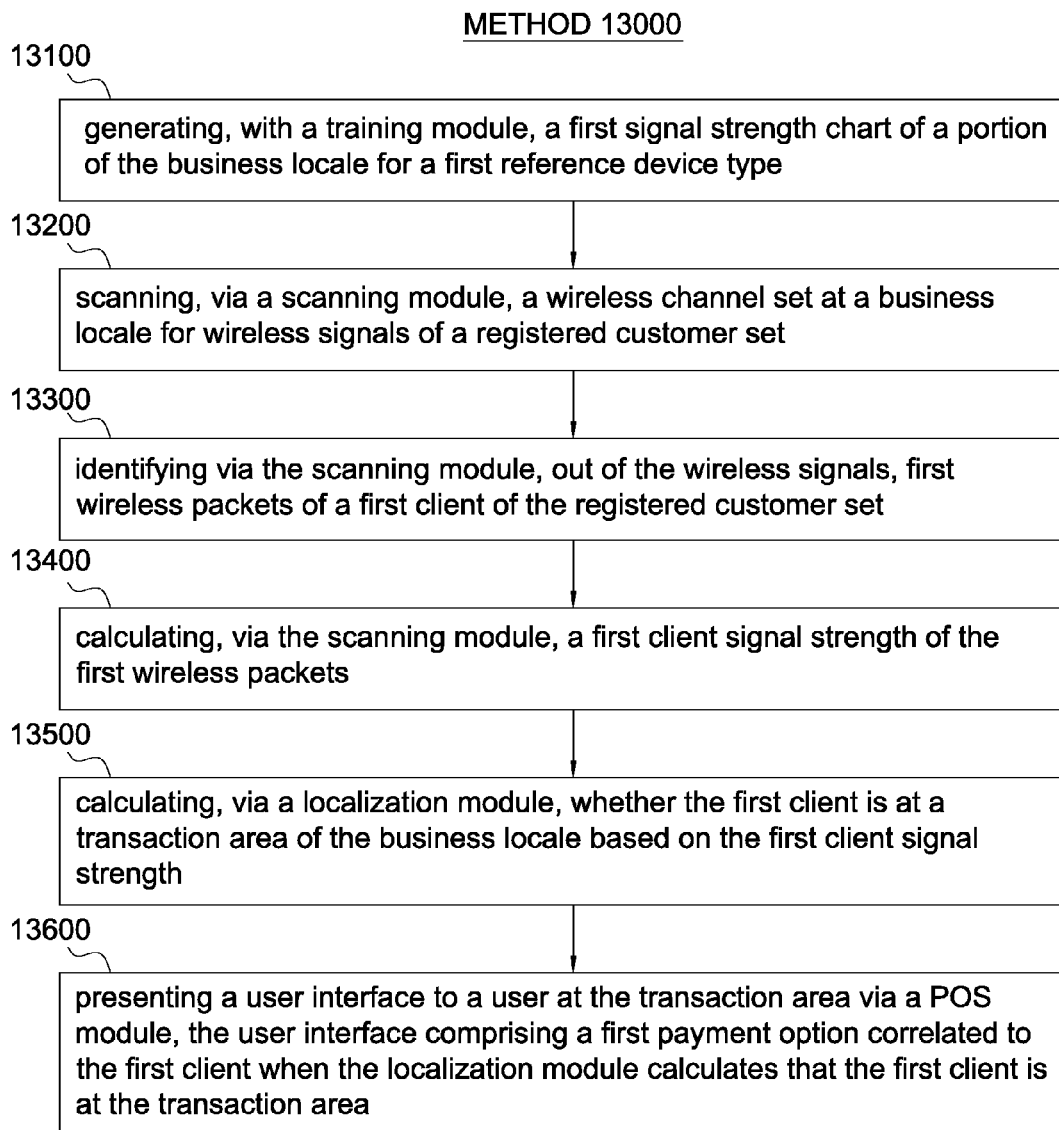 METHOD 13000
13100
generating, with a training module, a first signal strength chart of a portion
of the business locale for a first reference device type
13200
scanning, via a scanning module, a wireless channel set at a business
locale for wireless signals of a registered customer set
13300
identifying via the scanning module, out of the wireless signals, first
wireless packets of a first client of the registered customer set
13400
calculating, via the scanning module, a first client signal strength of the
first wireless packets
13500
calculating, via a localization module, whether the first client is at a
transaction area of the business locale based on the first client signal
strength
13600
presenting a user interface to a user at the transaction area via a POS
module, the user interface comprising a first payment option correlated to
the first client when the localization module calculates that the first client is
at the transaction area